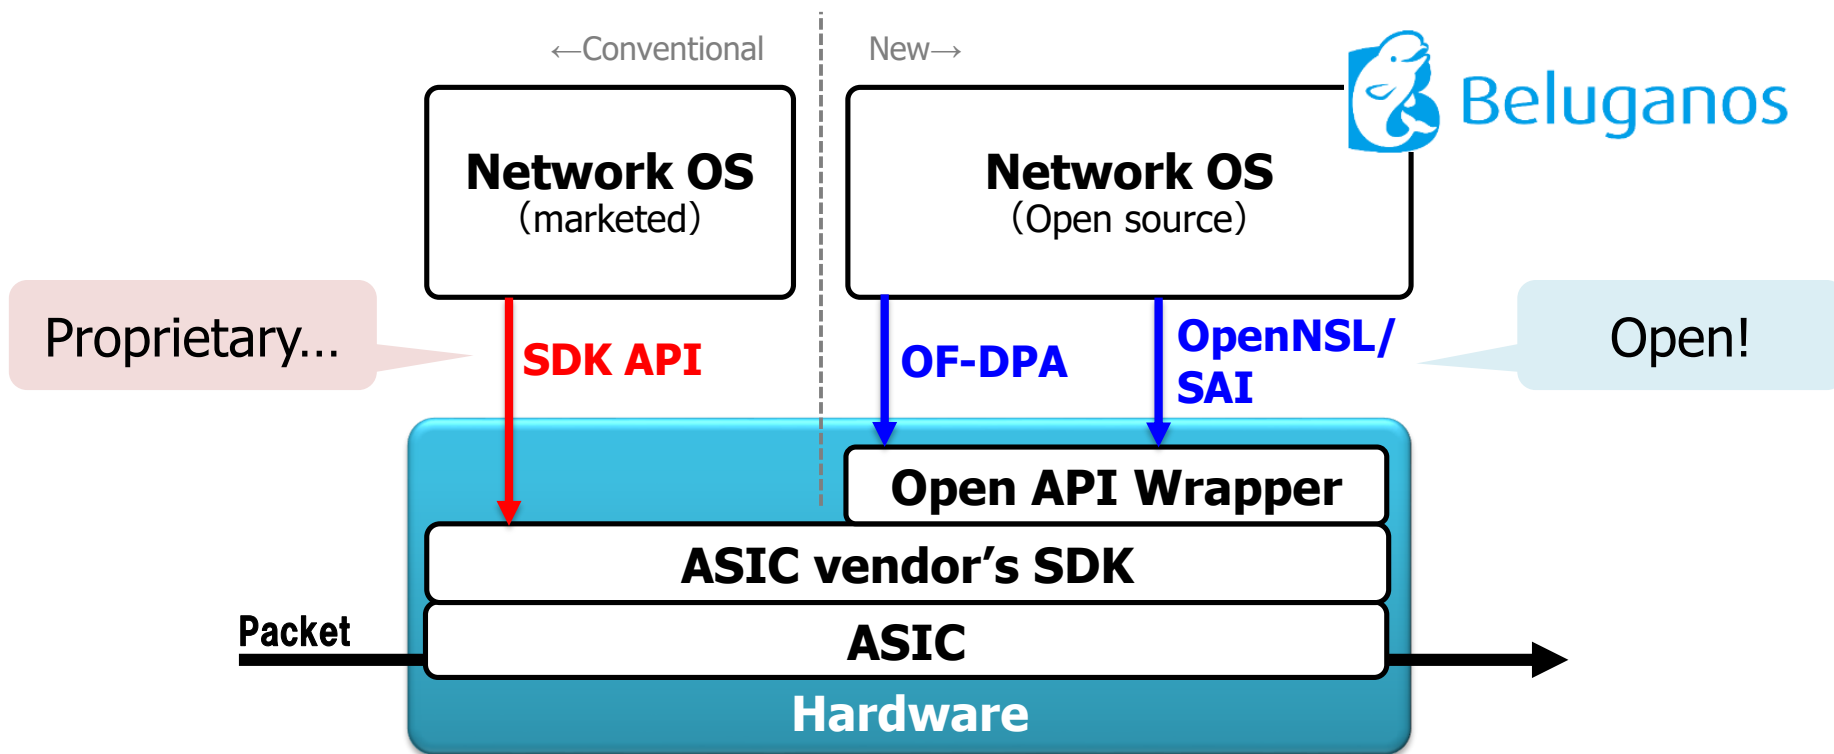 ←Conventional
New→
Beluganos
Network OS
（marketed）
Network OS
（Open source）
Proprietary...
SDK API
OF-DPA
OpenNSL/
SAI
Open!
Open API Wrapper
ASIC vendor’s SDK
Packet
ASIC
Hardware